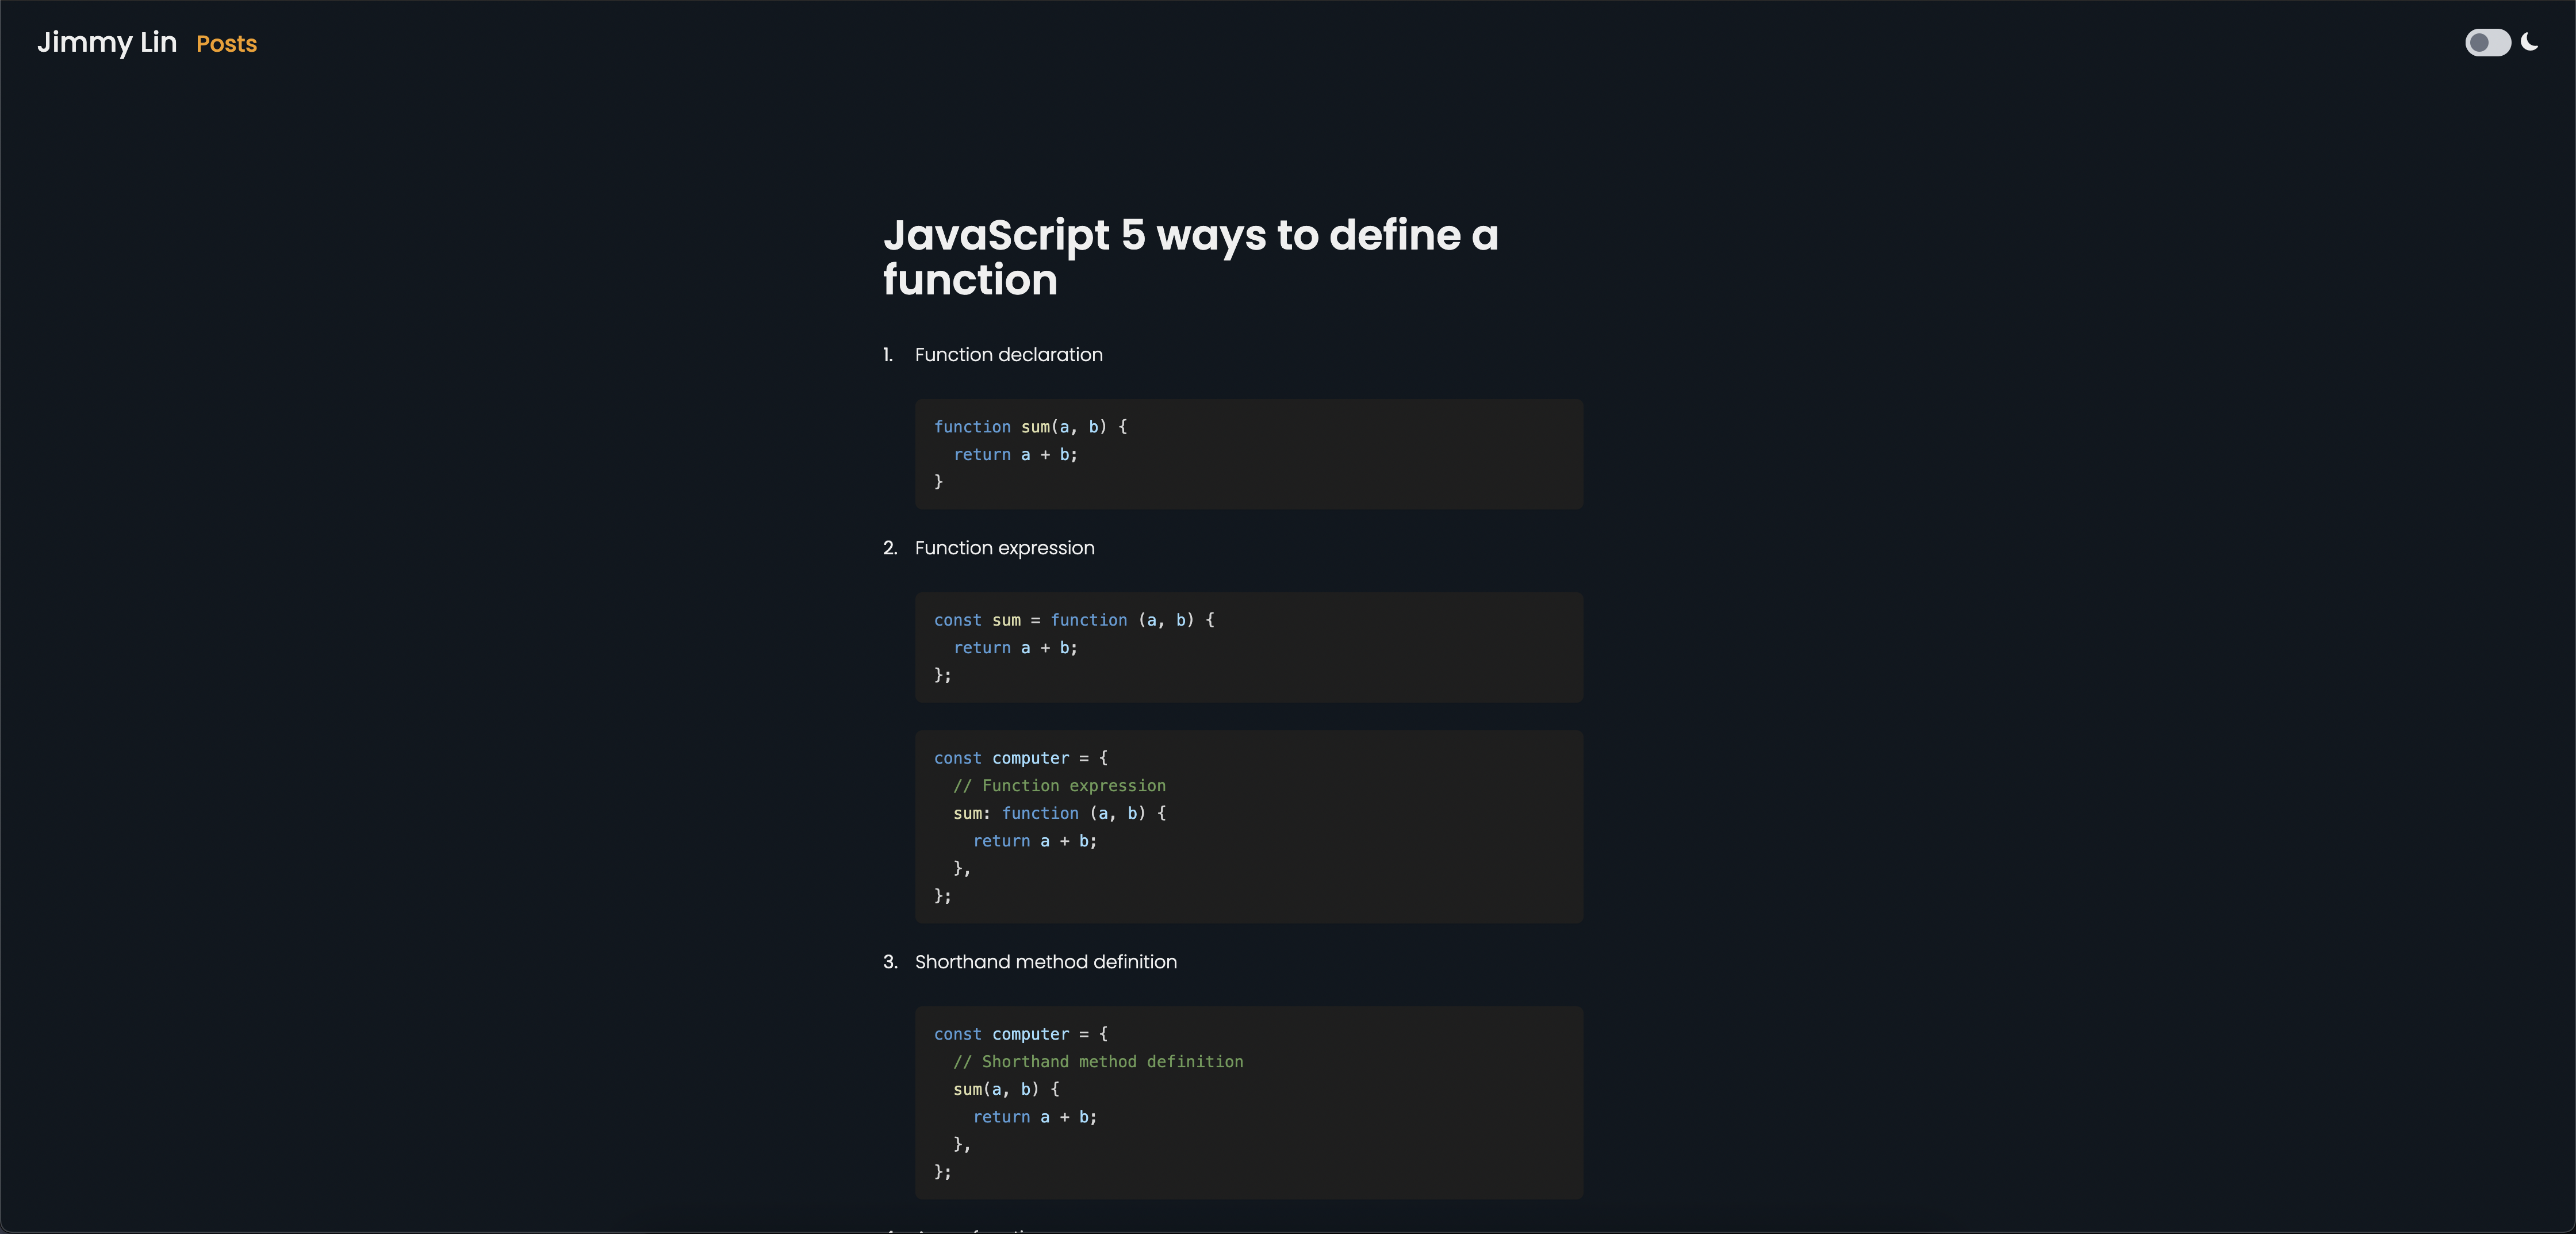 Jimmy Lin Posts
JavaScript 5 ways to define a
function
1. Function declaration
function sum(a, b) {
  return a + b;
}
2. Function expression
const sum = function (a, b) {
  return a + b;
};
const computer = {
  // Function expression
  sum: function (a, b) {
    return a + b;
  },
};
3. Shorthand method definition
const computer = {
  // Shorthand method definition
  sum(a, b) {
    return a + b;
  },
};